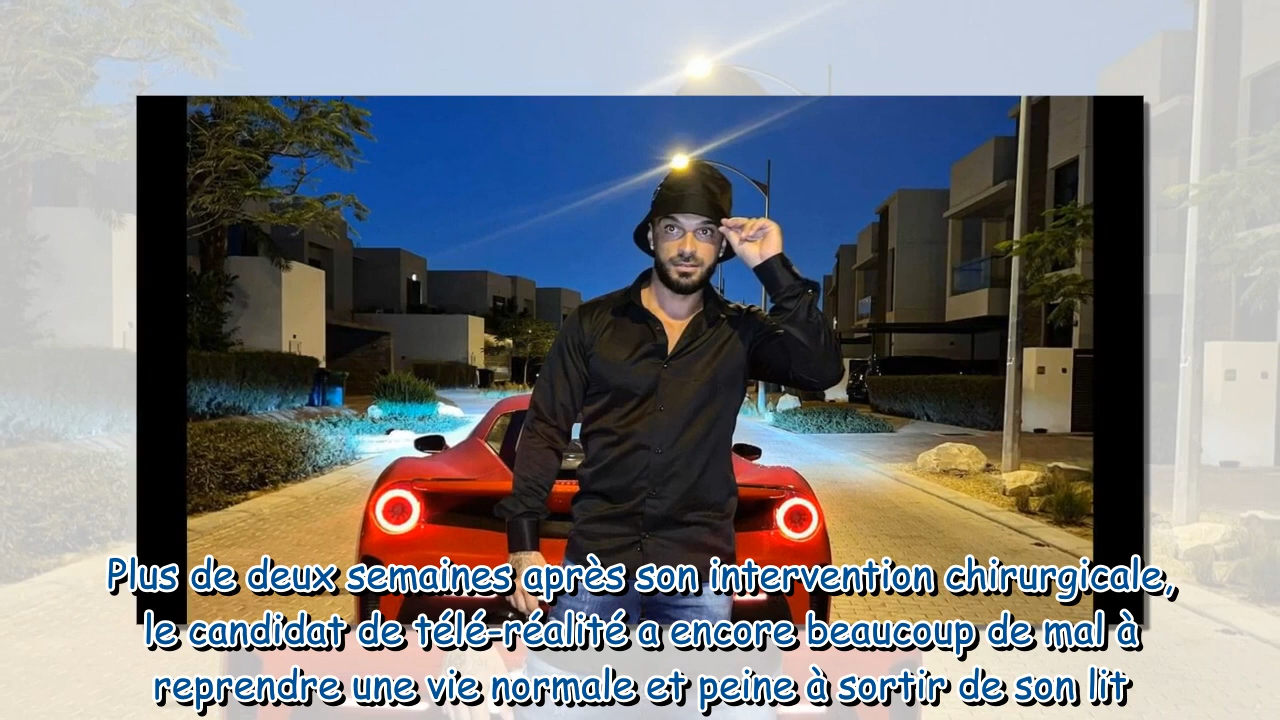 Plus de deux semaines après son intervention chirurgicale,
le candidat de télé-réalité a encore beaucoup de mal à
reprendre une vie normale et peine à sortir de son lit